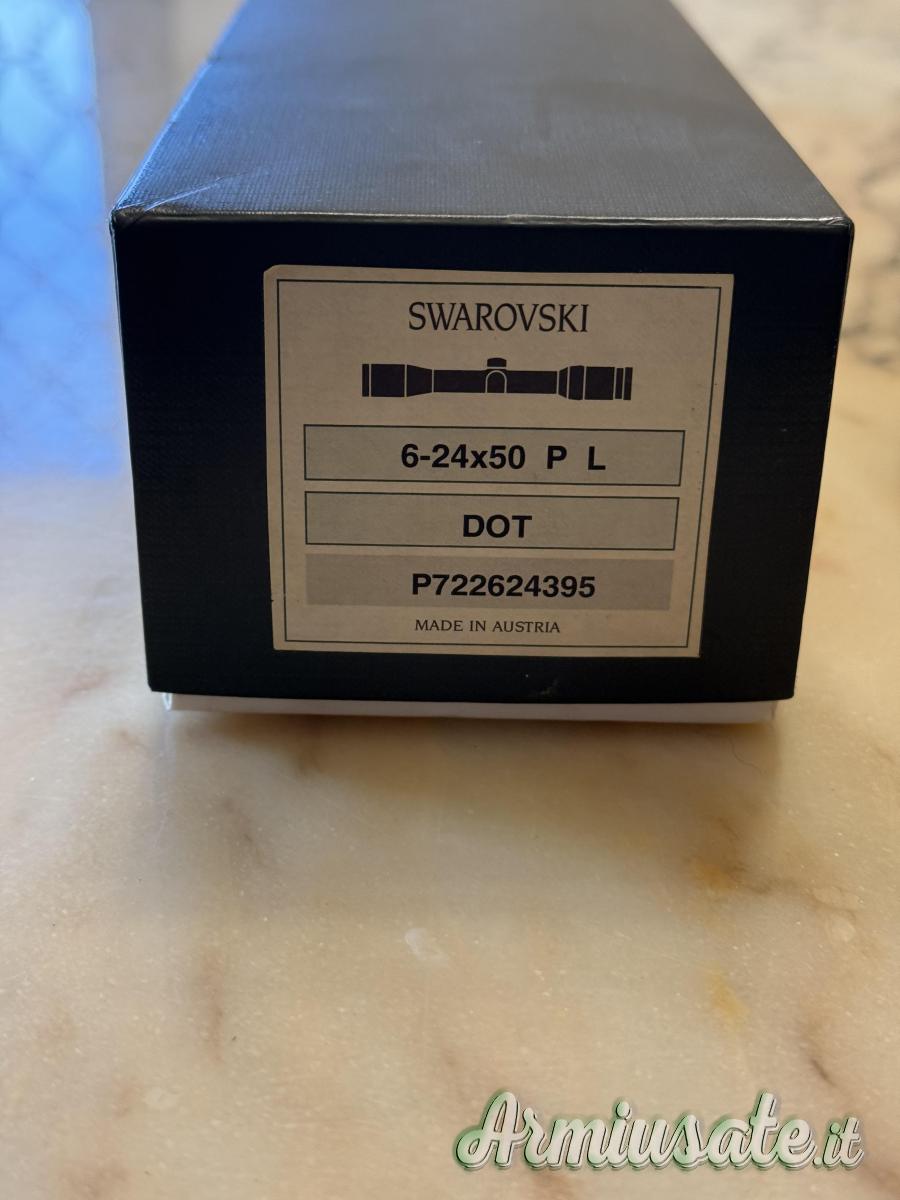 SWAROVSKI
6-24x50 P L
DOT
P722624395
MADE IN AUSTRIA
Armiusate.it